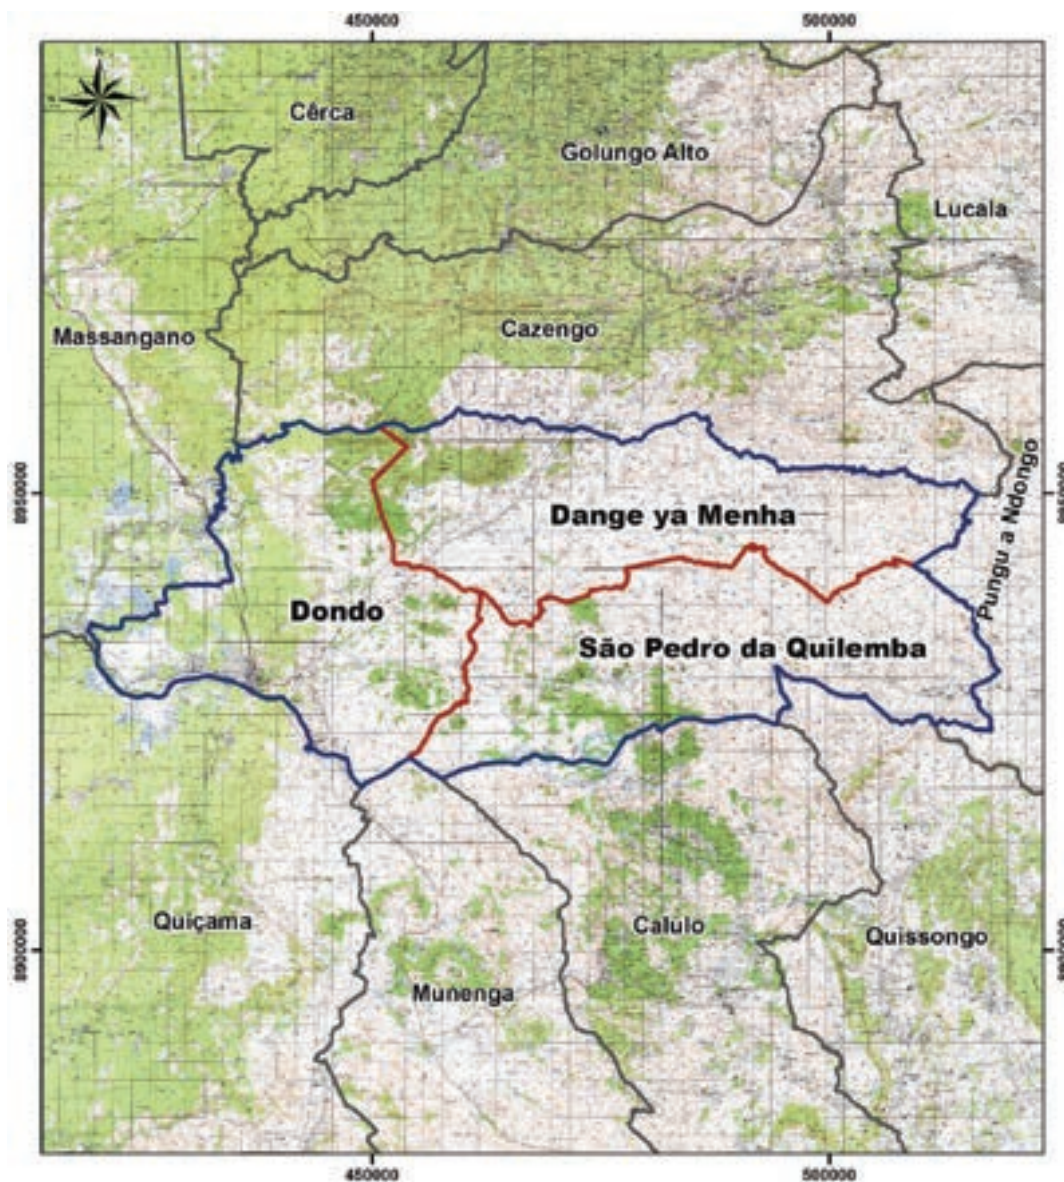 450000 500000
Cêrca
Golungo Alto
Lucala
Massangano
Cazengo
8950000
Pungu a Ndongo
Dange ya Menha
Dondo
São Pedro da Quilemba
Quiçama
Calulo
Quissongo
8900000
Munenga
450000 500000